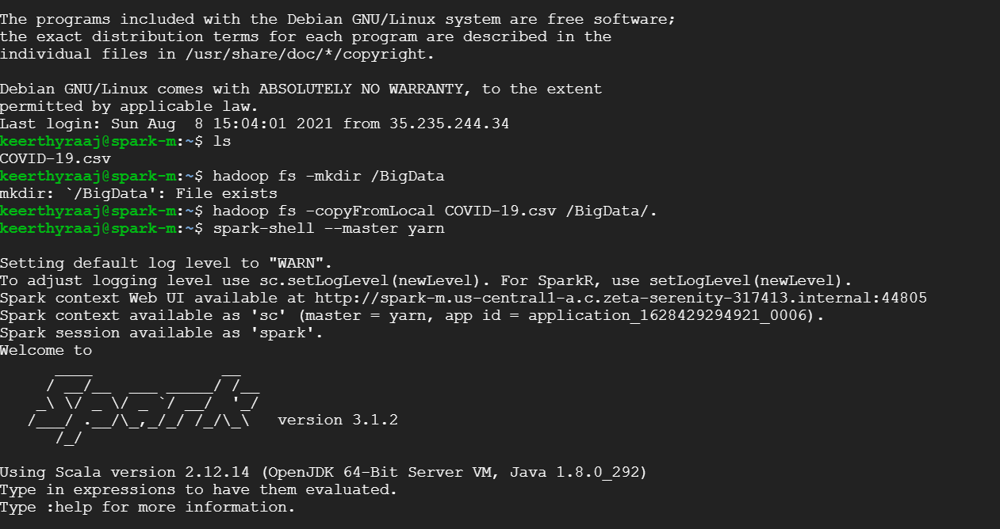 The programs included with the Debian GNU/Linux system are free software;
the exact distribution terms for each program are described in the
individual files in /usr/share/doc/*/copyright.
Debian GNU/Linux comes with ABSOLUTELY NO WARRANTY, to the extent
permitted by applicable law.
Last login: Sun Aug  8 15:04:01 2021 from 35.235.244.34
keerthyraaj@spark-m:~$ ls
COVID-19.csv
keerthyraaj@spark-m:~$ hadoop fs -mkdir /BigData
mkdir: `/BigData': File exists
keerthyraaj@spark-m:~$ hadoop fs -copyFromLocal COVID-19.csv /BigData/.
keerthyraaj@spark-m:~$ spark-shell --master yarn
Setting default log level to "WARN".
To adjust logging level use sc.setLogLevel(newLevel). For SparkR, use setLogLevel(newLevel).
Spark context Web UI available at http://spark-m.us-central1-a.c.zeta-serenity-317413.internal:44805
Spark context available as 'sc' (master = yarn, app id = application_1628429294921_0006).
Spark session available as 'spark'.
Welcome to
      ____              __
     / __/__  ___ _____/ /__
    _\ \/ _ \/ _ `/ __/  '_/
   /___/ .__/\_,_/_/ /_/\_\   version 3.1.2
      /_/
Using Scala version 2.12.14 (OpenJDK 64-Bit Server VM, Java 1.8.0_292)
Type in expressions to have them evaluated.
Type :help for more information.